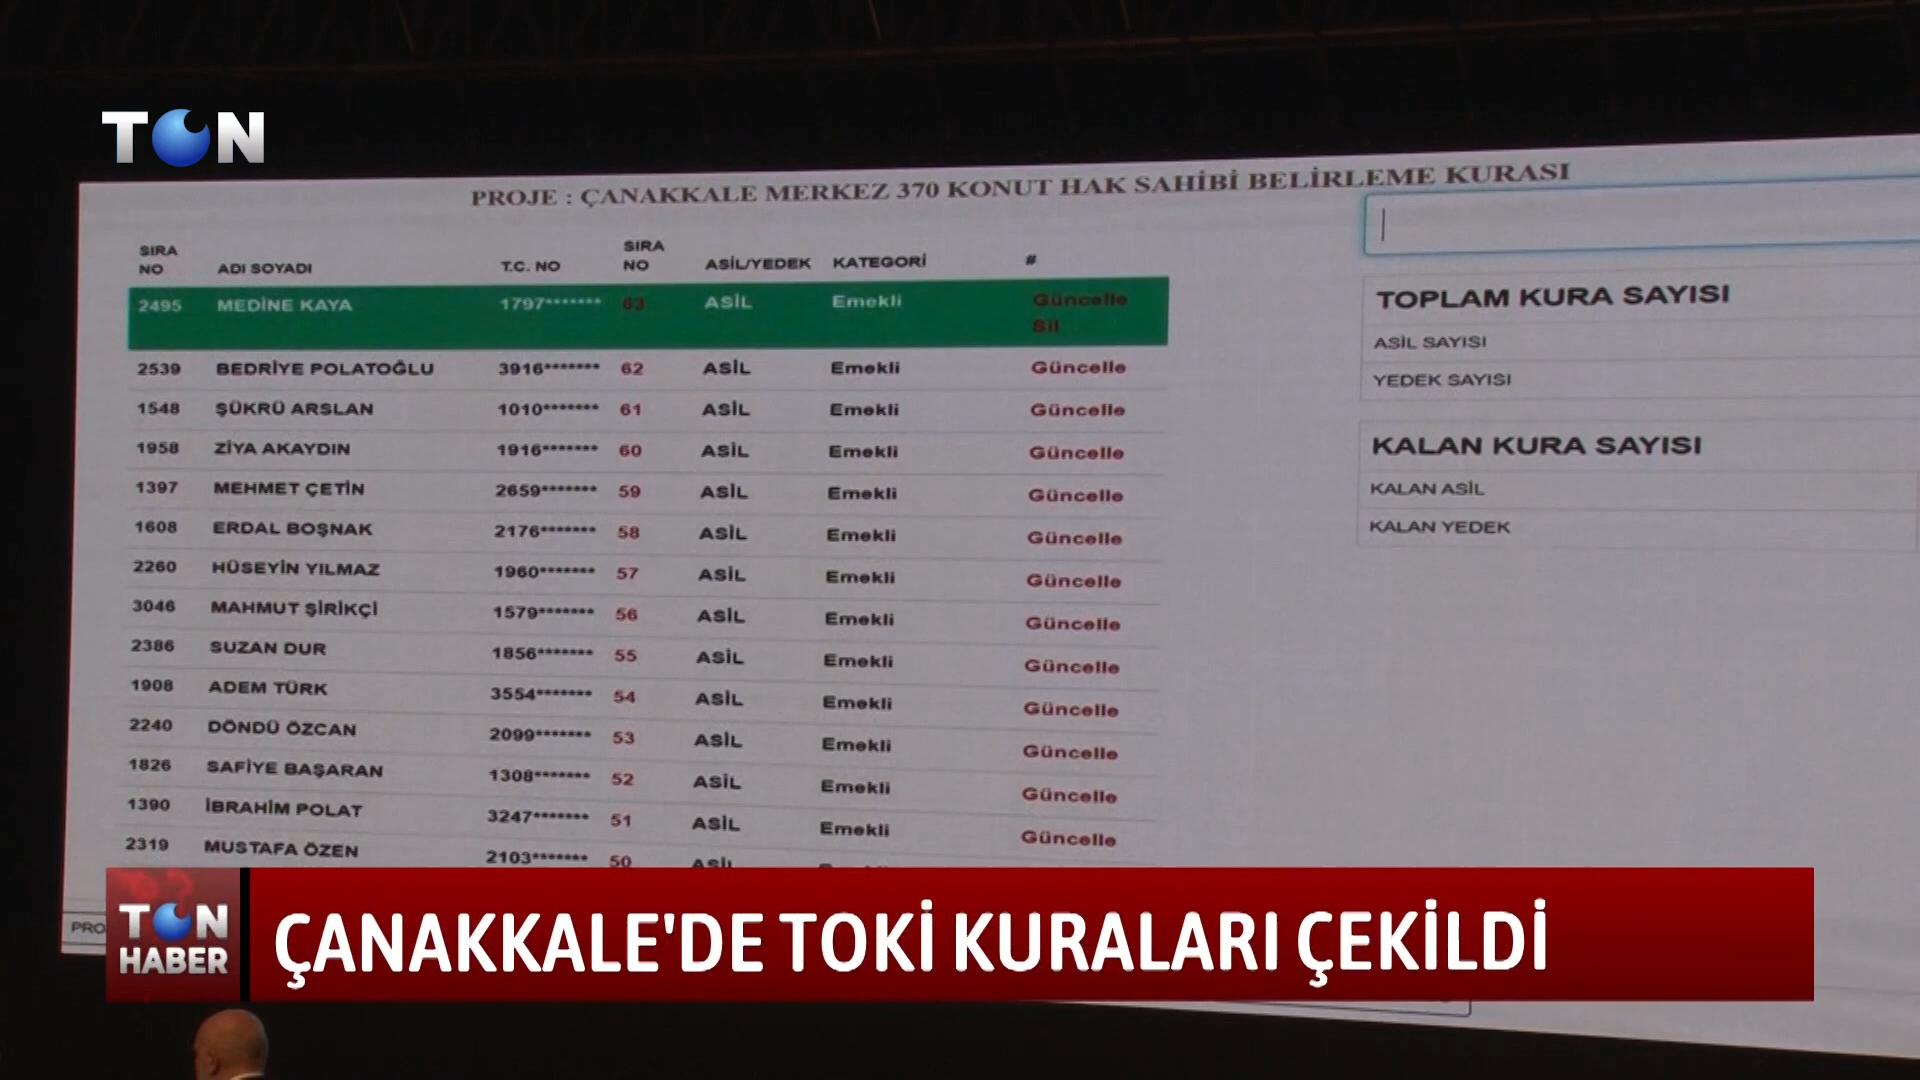 TON
PROJE : ÇANAKKALE MERKEZ 370 KONUT HAK SAHİBİ BELİRLEME KURASI
SIRA NO ADI SOYADI T.C. NO SIRA NO ASİL/YEDEK KATEGORİ #
2495 MEDİNE KAYA 1797******* 63 ASİL Emekli Güncelle
Sil
2539 BEDRİYE POLATOĞLU 3916******* 62 ASİL Emekli Güncelle
1548 ŞÜKRÜ ARSLAN 1010******* 61 ASİL Emekli Güncelle
1958 ZİYA AKAYDIN 1916******* 60 ASİL Emekli Güncelle
1397 MEHMET ÇETİN 2659******* 59 ASİL Emekli Güncelle
1608 ERDAL BOŞNAK 2176******* 58 ASİL Emekli Güncelle
2260 HÜSEYİN YILMAZ 1960******* 57 ASİL Emekli Güncelle
3046 MAHMUT ŞİRİKÇİ 1579******* 56 ASİL Emekli Güncelle
2386 SUZAN DUR 1856******* 55 ASİL Emekli Güncelle
1908 ADEM TÜRK 3554******* 54 ASİL Emekli Güncelle
2240 DÖNDÜ ÖZCAN 2099******* 53 ASİL Emekli Güncelle
1826 SAFİYE BAŞARAN 1308******* 52 ASİL Emekli Güncelle
1390 İBRAHİM POLAT 3247******* 51 ASİL Emekli Güncelle
2319 MUSTAFA ÖZEN 2103******* 50 ASİL
TOPLAM KURA SAYISI
ASİL SAYISI
YEDEK SAYISI
KALAN KURA SAYISI
KALAN ASİL
KALAN YEDEK
PRO
TON
HABER
ÇANAKKALE'DE TOKİ KURALARI ÇEKİLDİ